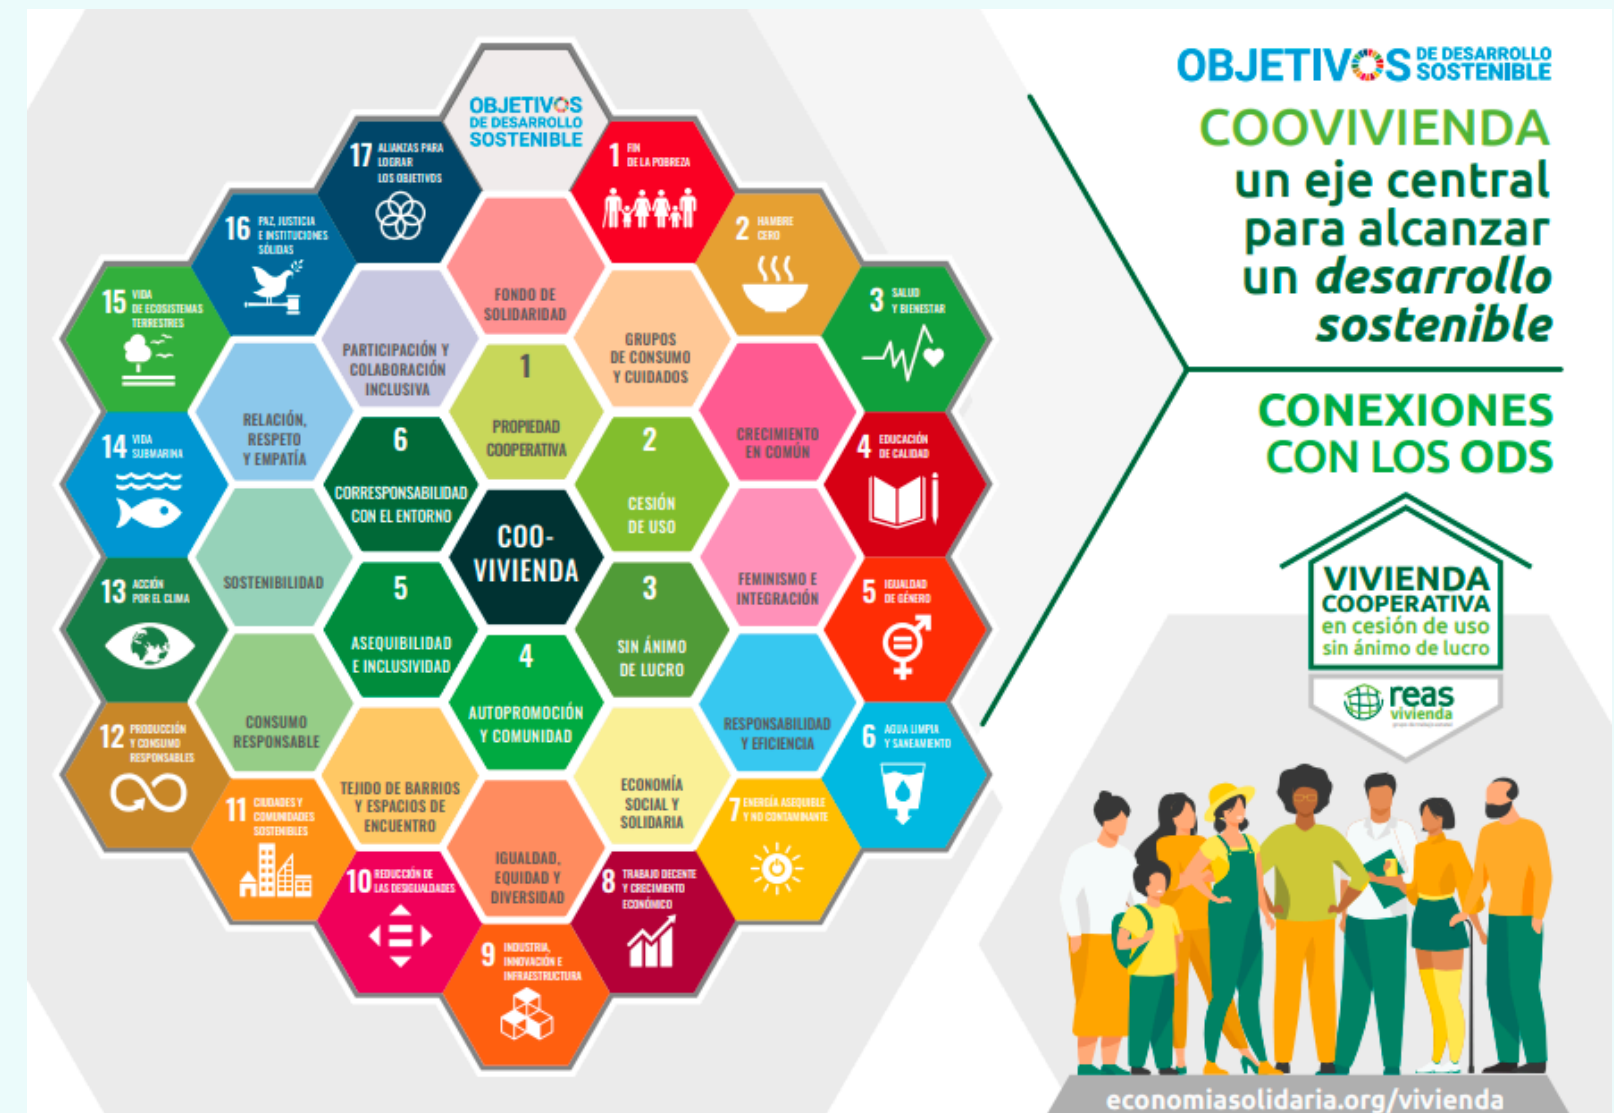 OBJETIVOS
DE DESARROLLO
SOSTENIBLE
1 FIN
DE LA POBREZA
2 HAMBRE
CERO
3 SALUD
Y BIENESTAR
4 EDUCACIÓN
DE CALIDAD
5 IGUALDAD
DE GÉNERO
6 AGUA LIMPIA
Y SANEAMIENTO
7 ENERGÍA ASEQUIBLE
Y NO CONTAMINANTE
8 TRABAJO DECENTE
Y CRECIMIENTO
ECONÓMICO
9 INDUSTRIA,
INNOVACIÓN E
INFRAESTRUCTURA
10 REDUCCIÓN DE
LAS DESIGUALDADES
11 CIUDADES Y
COMUNIDADES
SOSTENIBLES
12 PRODUCCIÓN
Y CONSUMO
RESPONSABLES
13 ACCIÓN
POR EL CLIMA
14 VIDA
SUBMARINA
15 VIDA
DE ECOSISTEMAS
TERRESTRES
16 PAZ, JUSTICIA
E INSTITUCIONES
SÓLIDAS
17 ALIANZAS PARA
LOGRAR
LOS OBJETIVOS
FONDO DE
SOLIDARIDAD
GRUPOS
DE CONSUMO
Y CUIDADOS
CRECIMIENTO
EN COMÚN
FEMINISMO E
INTEGRACIÓN
RESPONSABILIDAD
Y EFICIENCIA
ECONOMÍA
SOCIAL Y
SOLIDARIA
IGUALDAD,
EQUIDAD Y
DIVERSIDAD
TEJIDO DE BARRIOS
Y ESPACIOS DE
ENCUENTRO
CONSUMO
RESPONSABLE
SOSTENIBILIDAD
RELACIÓN,
RESPETO
Y EMPATÍA
PARTICIPACIÓN Y
COLABORACIÓN
INCLUSIVA
1
PROPIEDAD
COOPERATIVA
2
CESIÓN
DE USO
3
SIN ÁNIMO
DE LUCRO
4
AUTOPROMOCIÓN
Y COMUNIDAD
5
ASEQUIBILIDAD
E INCLUSIVIDAD
6
CORRESPONSABILIDAD
CON EL ENTORNO
COO-
VIVIENDA
OBJETIVOS DE DESARROLLO
SOSTENIBLE
COOVIVIENDA
un eje central
para alcanzar
un desarrollo
sostenible
CONEXIONES
CON LOS ODS
VIVIENDA
COOPERATIVA
en cesión de uso
sin ánimo de lucro
reas
vivienda
economiasolidaria.org/vivienda